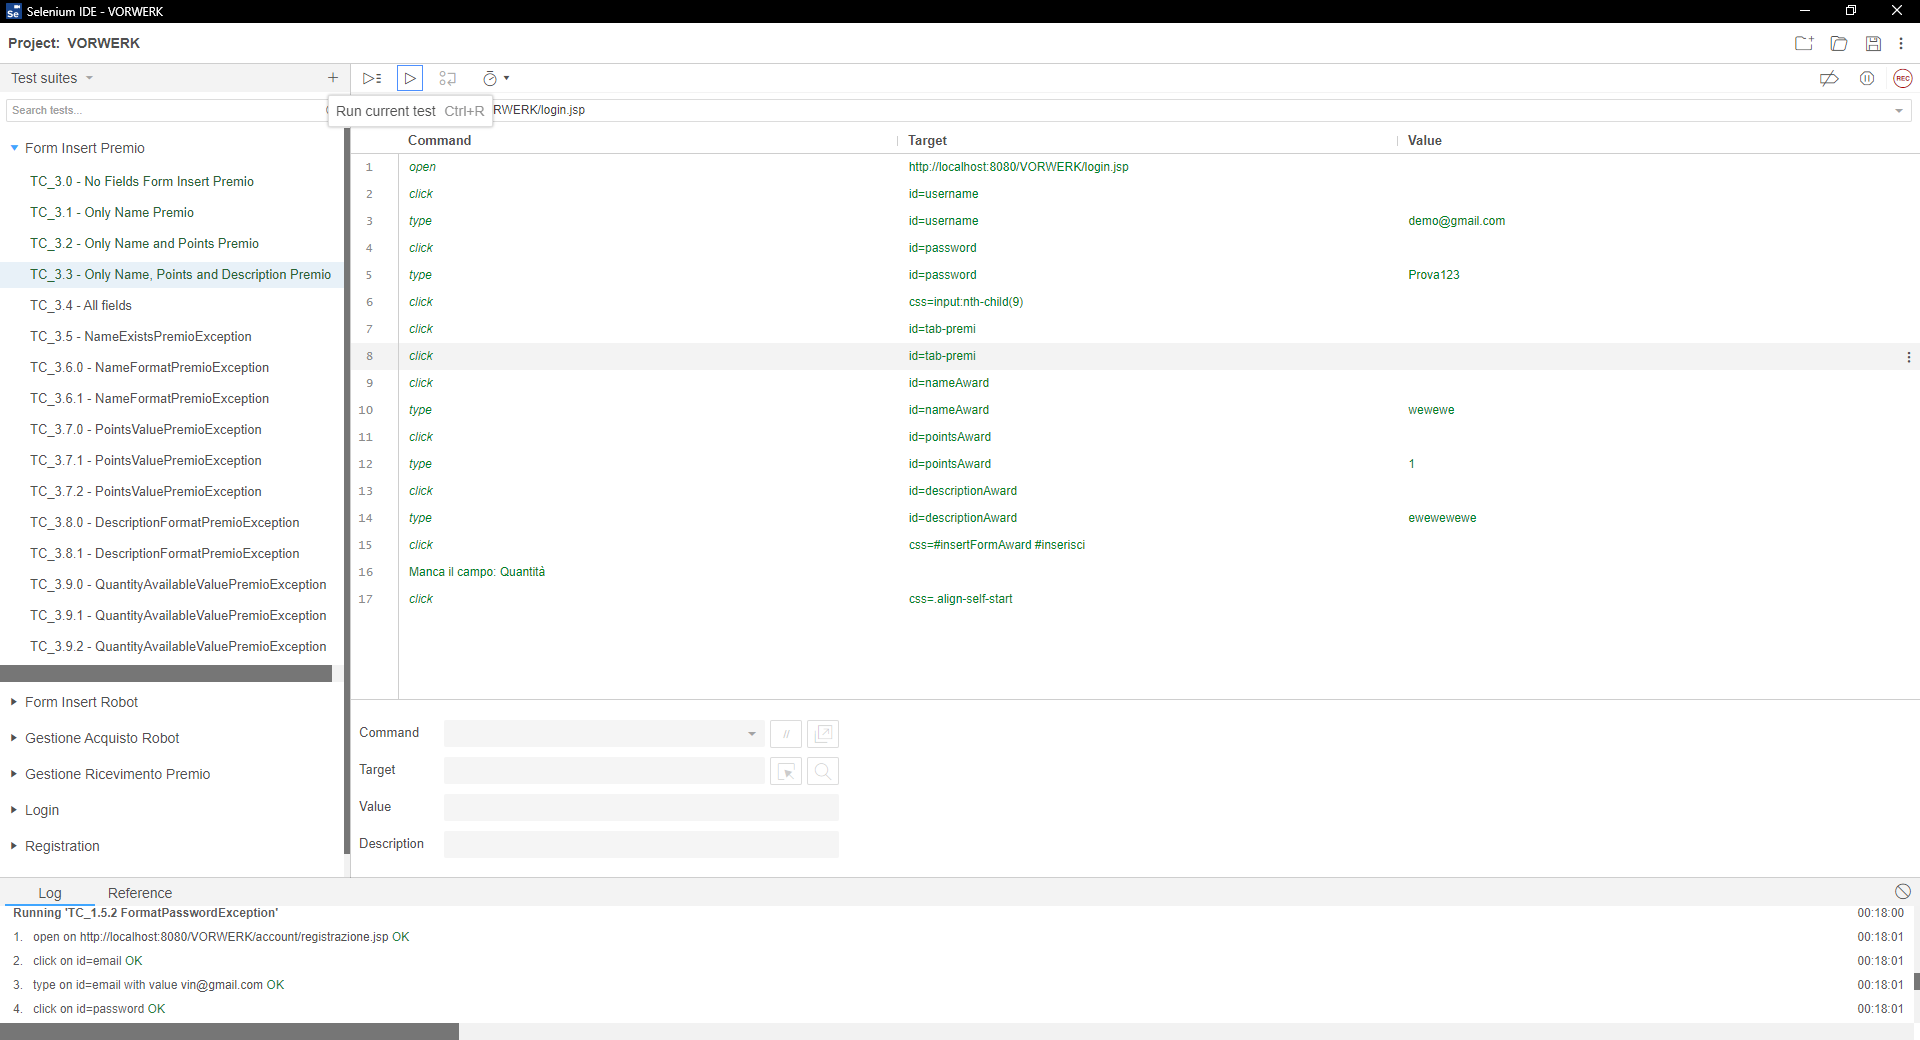 Se Selenium IDE - VORWERK
Project: VORWERK
Test suites
REC
Search tests...
Run current test Ctrl+R
RWERK/login.jsp
Command Target Value
Form Insert Premio
TC_3.0 - No Fields Form Insert Premio
TC_3.1 - Only Name Premio
TC_3.2 - Only Name and Points Premio
TC_3.3 - Only Name, Points and Description Premio
TC_3.4 - All fields
TC_3.5 - NameExistsPremioException
TC_3.6.0 - NameFormatPremioException
TC_3.6.1 - NameFormatPremioException
TC_3.7.0 - PointsValuePremioException
TC_3.7.1 - PointsValuePremioException
TC_3.7.2 - PointsValuePremioException
TC_3.8.0 - DescriptionFormatPremioException
TC_3.8.1 - DescriptionFormatPremioException
TC_3.9.0 - QuantityAvailableValuePremioException
TC_3.9.1 - QuantityAvailableValuePremioException
TC_3.9.2 - QuantityAvailableValuePremioException
Form Insert Robot
Gestione Acquisto Robot
Gestione Ricevimento Premio
Login
Registration
1 open http://localhost:8080/VORWERK/login.jsp
2 click id=username
3 type id=username demo@gmail.com
4 click id=password
5 type id=password Prova123
6 click css=input:nth-child(9)
7 click id=tab-premi
8 click id=tab-premi
9 click id=nameAward
10 type id=nameAward wewewe
11 click id=pointsAward
12 type id=pointsAward 1
13 click id=descriptionAward
14 type id=descriptionAward ewewewewe
15 click css=#insertFormAward #inserisci
16 Manca il campo: Quantità
17 click css=.align-self-start
Command //
Target
Value
Description
Log Reference
Running 'TC_1.5.2 FormatPasswordException' 00:18:00
1. open on http://localhost:8080/VORWERK/account/registrazione.jsp OK 00:18:01
2. click on id=email OK 00:18:01
3. type on id=email with value vin@gmail.com OK 00:18:01
4. click on id=password OK 00:18:01